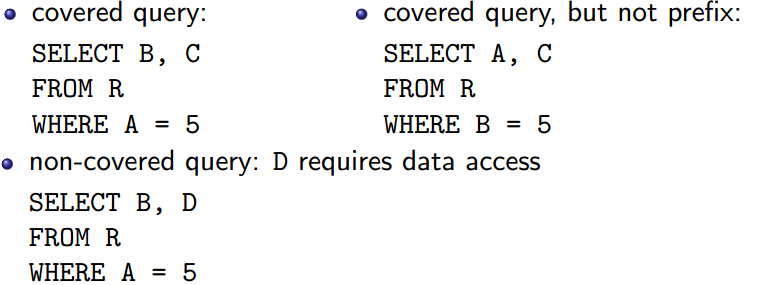 covered query:
SELECT B, C
FROM R
WHERE A = 5
covered query, but not prefix:
SELECT A, C
FROM R
WHERE B = 5
non-covered query: D requires data access
SELECT B, D
FROM R
WHERE A = 5